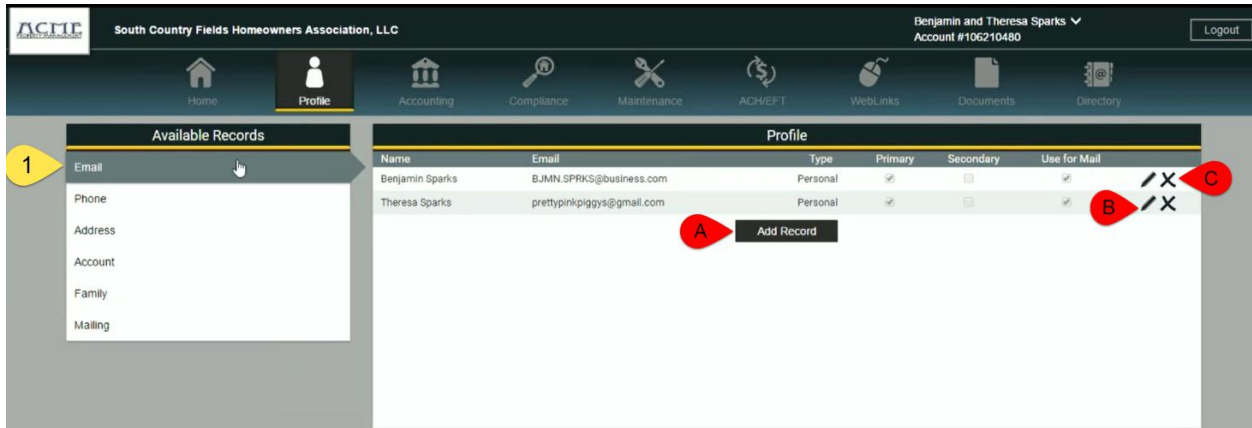 ACME
South Country Fields Homeowners Association, LLC
Benjamin and Theresa Sparks
Account #106210480
Logout
Home
Profile
Accounting
Compliance
Maintenance
ACH/EFT
WebLinks
Documents
Directory
Available Records
1
Email
Phone
Address
Account
Family
Mailing
Profile
Name Email Type Primary Secondary Use for Mail
Benjamin Sparks BJMN.SPRKS@business.com Personal
C
Theresa Sparks prettypinkpiggys@gmail.com Personal
B
A
Add Record